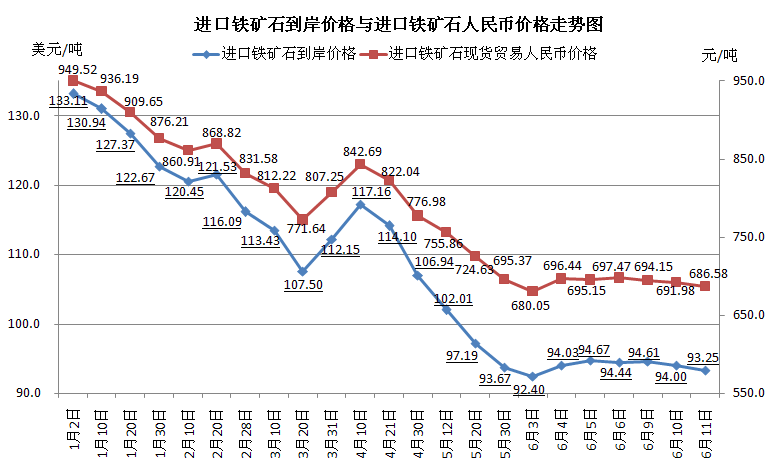 进口铁矿石到岸价格与进口铁矿石人民币价格走势图
美元/吨
进口铁矿石到岸价格
进口铁矿石现货贸易人民币价格
元/吨
949.52 936.19 909.65 876.21 860.91 868.82 831.58 812.22 771.64 807.25 842.69 822.04 776.98 755.86 724.63 695.37 680.05 696.44 695.15 697.47 694.15 691.98 686.58
133.11 130.94 127.37 122.67 120.45 121.53 116.09 113.43 107.50 112.15 117.16 114.10 106.94 102.01 97.19 93.67 92.40 94.03 94.67 94.44 94.61 94.00 93.25
130.0
120.0
110.0
100.0
90.0
950.0
850.0
750.0
650.0
550.0
1月2日 1月10日 1月20日 1月30日 2月10日 2月20日 2月28日 3月10日 3月20日 3月31日 4月10日 4月21日 4月30日 5月12日 5月20日 5月30日 6月3日 6月4日 6月5日 6月6日 6月9日 6月10日 6月11日